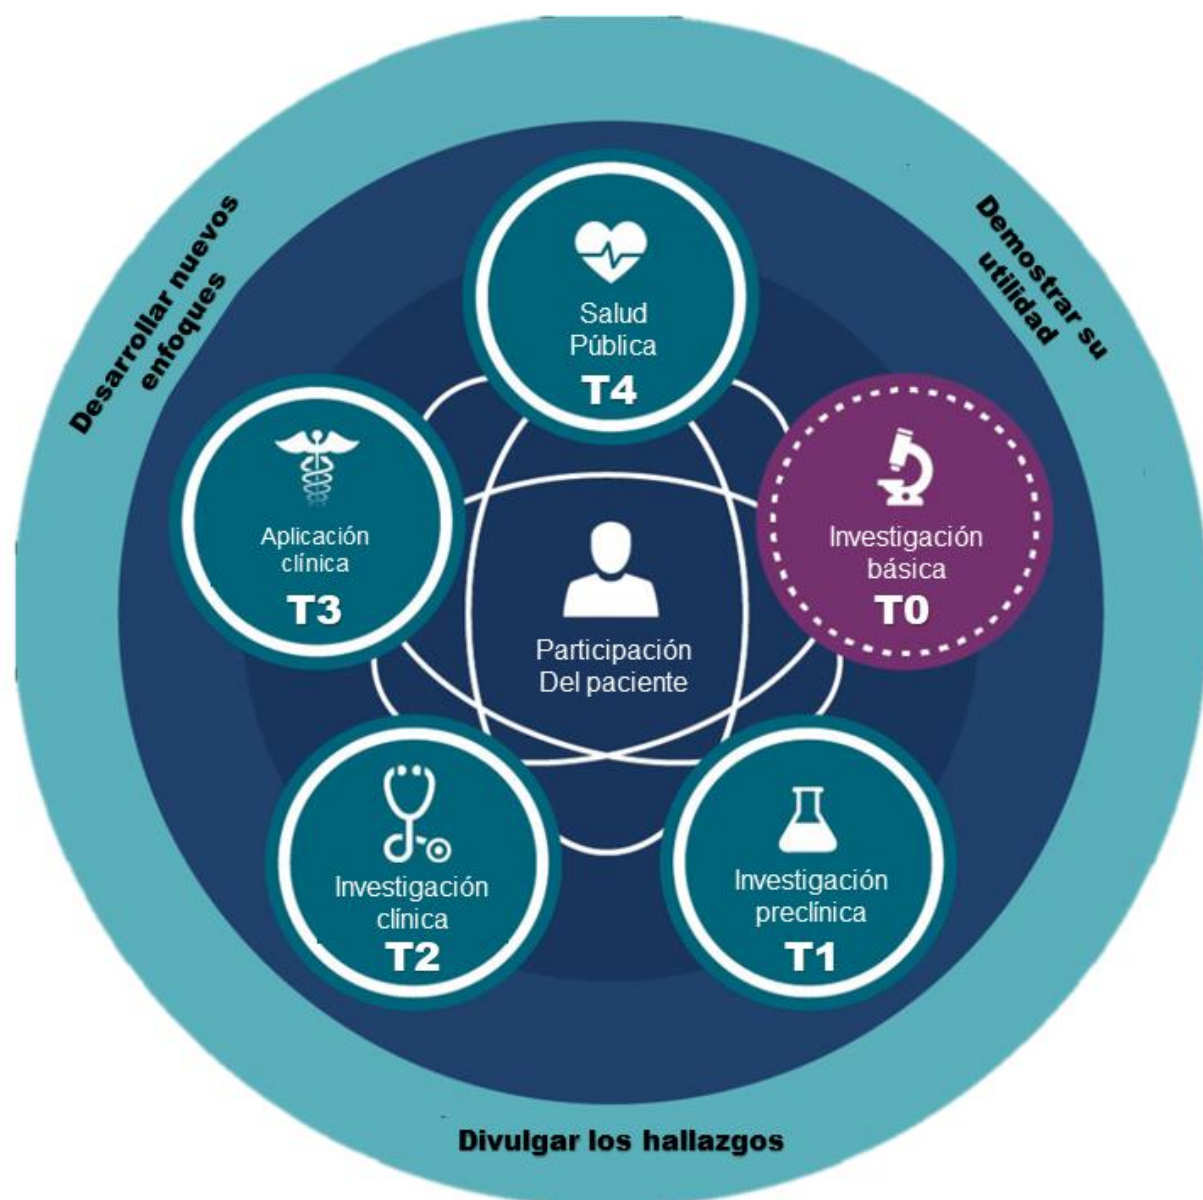 Desarrollar nuevos
enfoques
Demostrar su
utilidad
Salud
Pública
T4
Aplicación
clínica
T3
Investigación
básica
T0
Participación
Del paciente
Investigación
clínica
T2
Investigación
preclínica
T1
Divulgar los hallazgos